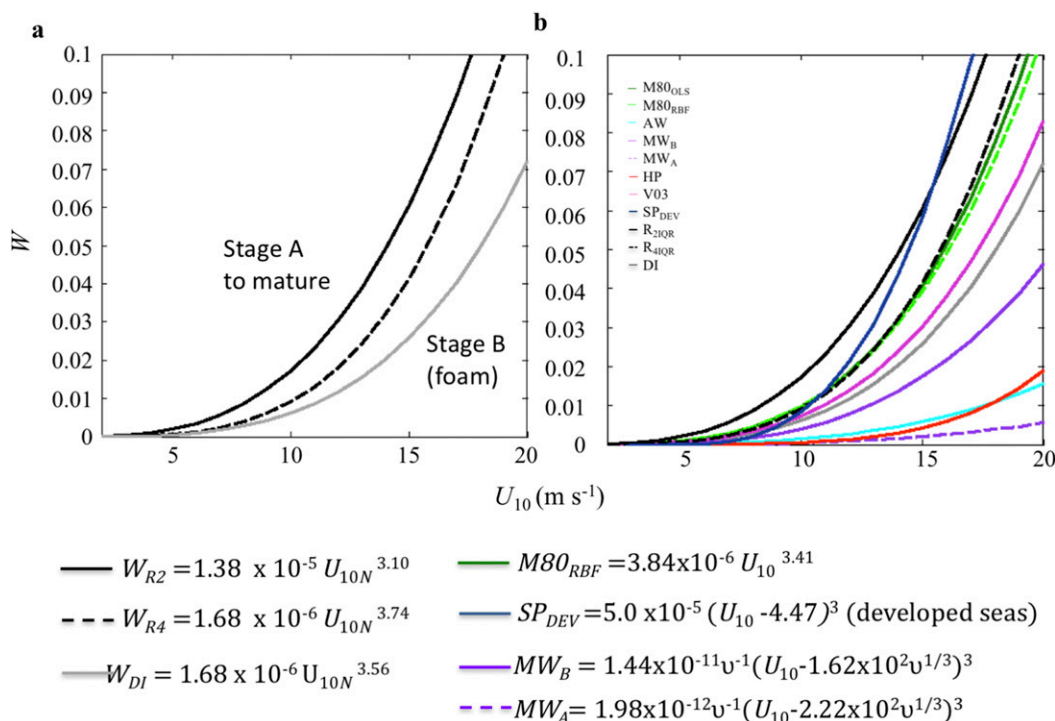 a
b
0.1
0.09
0.08
0.07
0.06
0.05
0.04
0.03
0.02
0.01
0
W
Stage A
to mature
Stage B
(foam)
5
10
15
20
0.1
0.09
0.08
0.07
0.06
0.05
0.04
0.03
0.02
0.01
0
M80OLS
M80RBF
AW
MWB
MWA
HP
V03
SPDEV
R2IQR
R4IQR
DI
5
10
15
20
U10 (m s-1)
WR2 = 1.38 x 10-5 U10N 3.10
WR4 = 1.68 x 10-6 U10N 3.74
WDI = 1.68 x 10-6 U10N 3.56
M80RBF =3.84x10-6 U10 3.41
SPDEV=5.0 x10-5 (U10 -4.47)3 (developed seas)
MWB = 1.44x10-11υ-1(U10-1.62x102υ1/3)3
MWA = 1.98x10-12υ-1(U10-2.22x102υ1/3)3